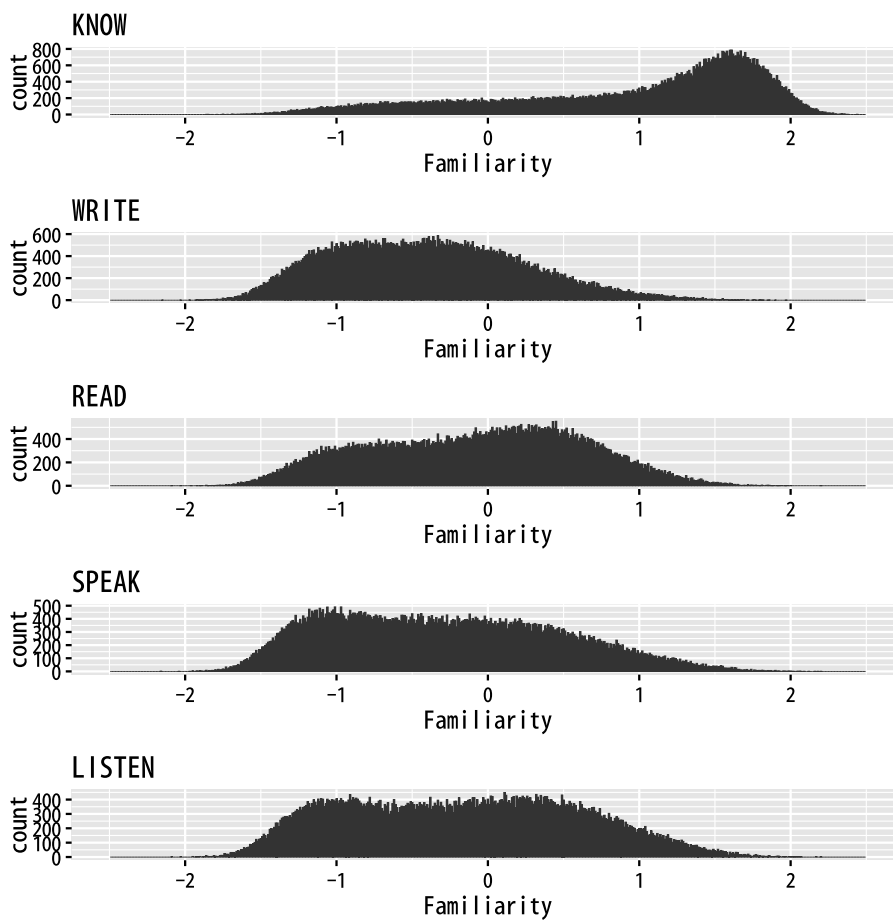 KNOW
800
600
400
200
0
count
−2 −1 0 1 2
Familiarity
WRITE
600
400
200
0
count
−2 −1 0 1 2
Familiarity
READ
400
200
0
count
−2 −1 0 1 2
Familiarity
SPEAK
500
400
300
200
100
0
count
−2 −1 0 1 2
Familiarity
LISTEN
400
300
200
100
0
count
−2 −1 0 1 2
Familiarity